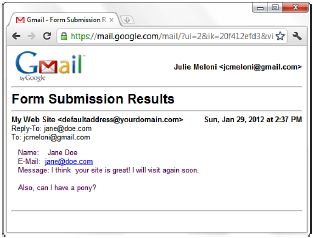 Gmail - Form Submission R
https://mail.google.com/mail/?ui=2&ik=20f412efd3&vi
Gmail
by Google
Julie Meloni <jcmeloni@gmail.com>
Form Submission Results
My Web Site <defaultaddress@yourdomain.com> Sun, Jan 29, 2012 at 2:37 PM
Reply-To: jane@doe.com
To: jcmeloni@gmail.com
Name: Jane Doe
E-Mail: jane@doe.com
Message: I think your site is great! I will visit again soon.
Also, can I have a pony?